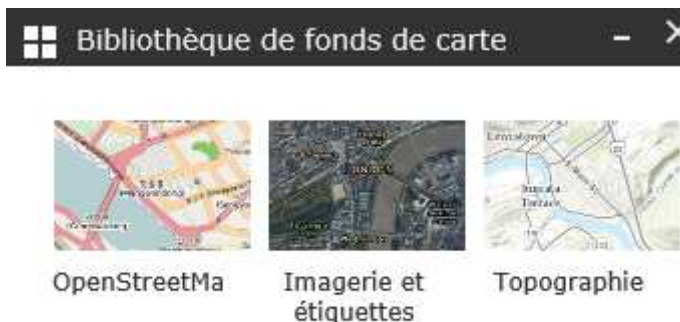 Bibliothèque de fonds de carte
OpenStreetMa
Imagerie et
étiquettes
Topographie